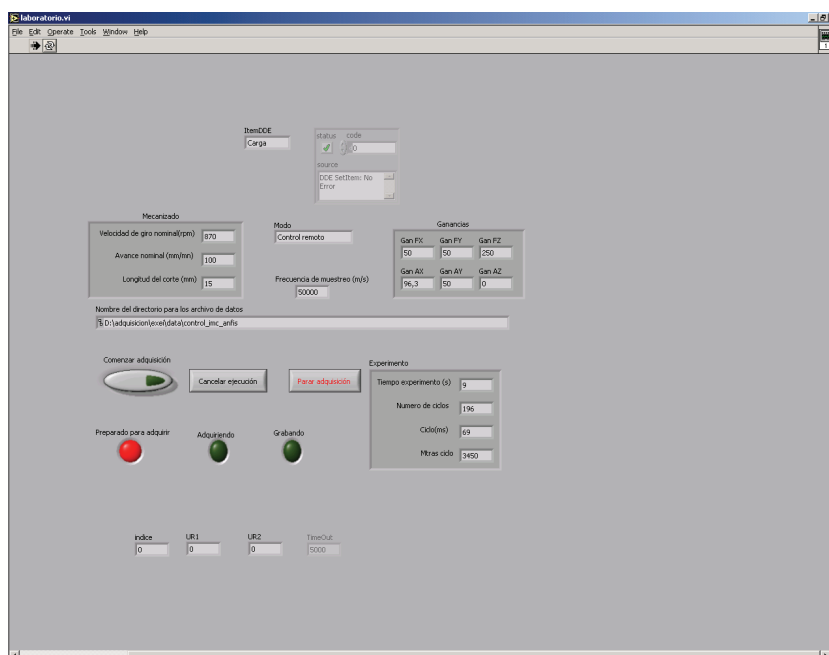 laboratorio.vi
File Edit Operate Tools Window Help
1
ItemDDE
Carga
status code
0
source
DDE SetItem: No
Error
Mecanizado
Velocidad de giro nominal(rpm) 870
Avance nominal (mm/mn) 100
Longitud del corte (mm) 15
Modo
Control remoto
Frecuencia de muestreo (m/s)
50000
Ganancias
Gan FX Gan FY Gan FZ
50 50 250
Gan AX Gan AY Gan AZ
96,3 50 0
Nombre del directorio para los archivo de datos
D:\adquisicion\exel\data\control_imc_anfis
Comenzar adquisición
Cancelar ejecución
Parar adquisición
Experimento
Tiempo experimento (s) 9
Numero de ciclos 196
Ciclo(ms) 69
Mtras ciclo 3450
Preparado para adquirir
Adquiriendo
Grabando
indice UR1 UR2 TimeOut
0 0 0 5000